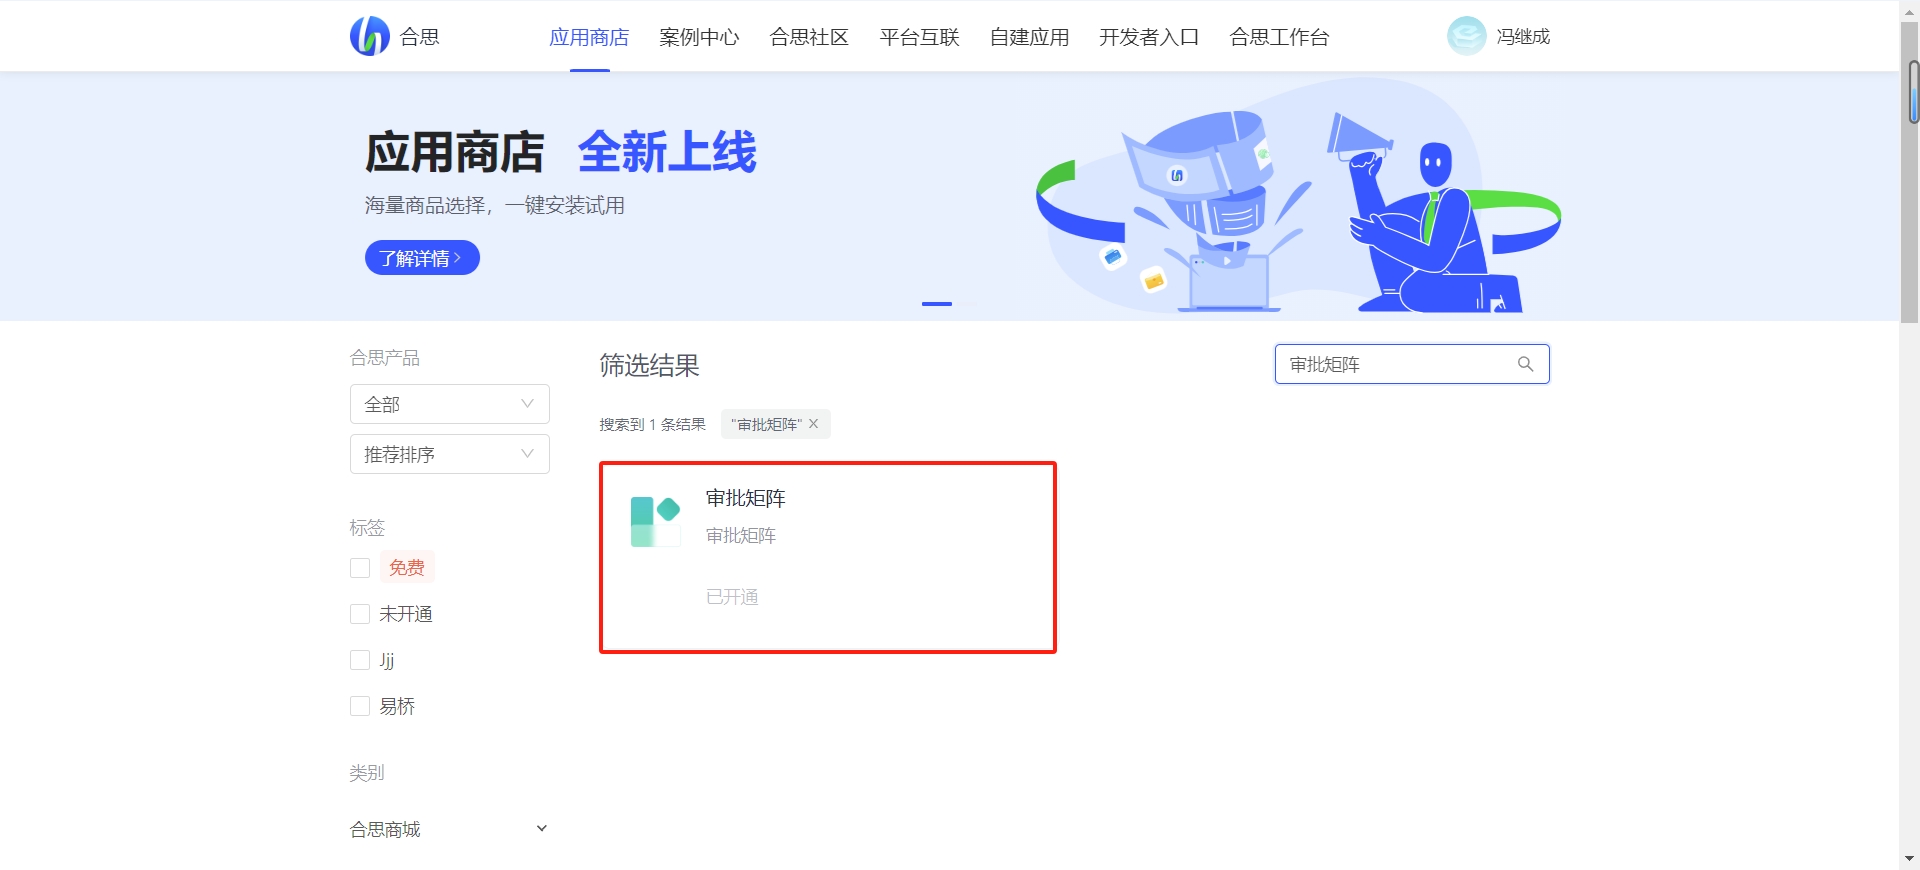 合思
应用商店
案例中心
合思社区
平台互联
自建应用
开发者入口
合思工作台
冯继成
应用商店 全新上线
海量商品选择，一键安装试用
了解详情 >
合思产品
全部
推荐排序
标签
免费
未开通
Jjj
易桥
类别
合思商城
筛选结果
审批矩阵
搜索到 1 条结果 "审批矩阵" ×
审批矩阵
审批矩阵
已开通